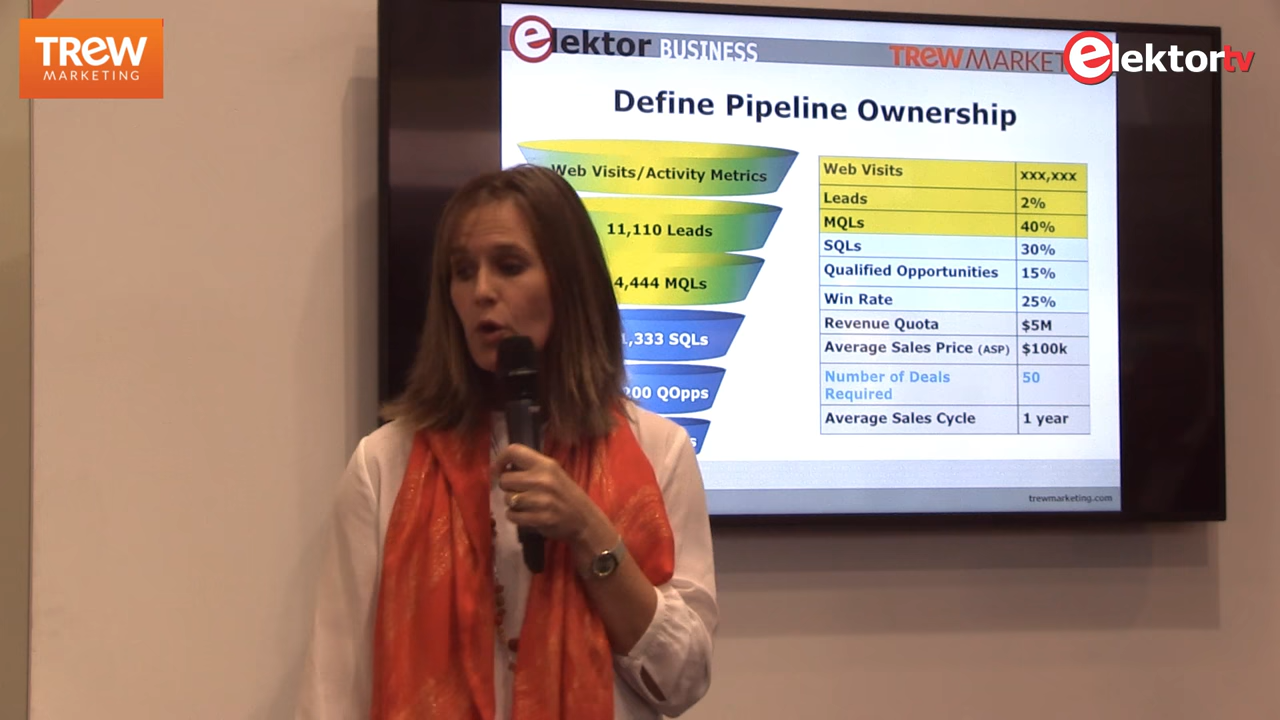 TREW
MARKETING
elektor BUSINESS
TREW MARKET
elektortv
Define Pipeline Ownership
Web Visits/Activity Metrics
11,110 Leads
4,444 MQLs
,333 SQLs
200 QOpps
s
Web Visits xxx,xxx
Leads 2%
MQLs 40%
SQLs 30%
Qualified Opportunities 15%
Win Rate 25%
Revenue Quota $5M
Average Sales Price (ASP) $100k
Number of Deals 50
Required
Average Sales Cycle 1 year
trewmarketing.com